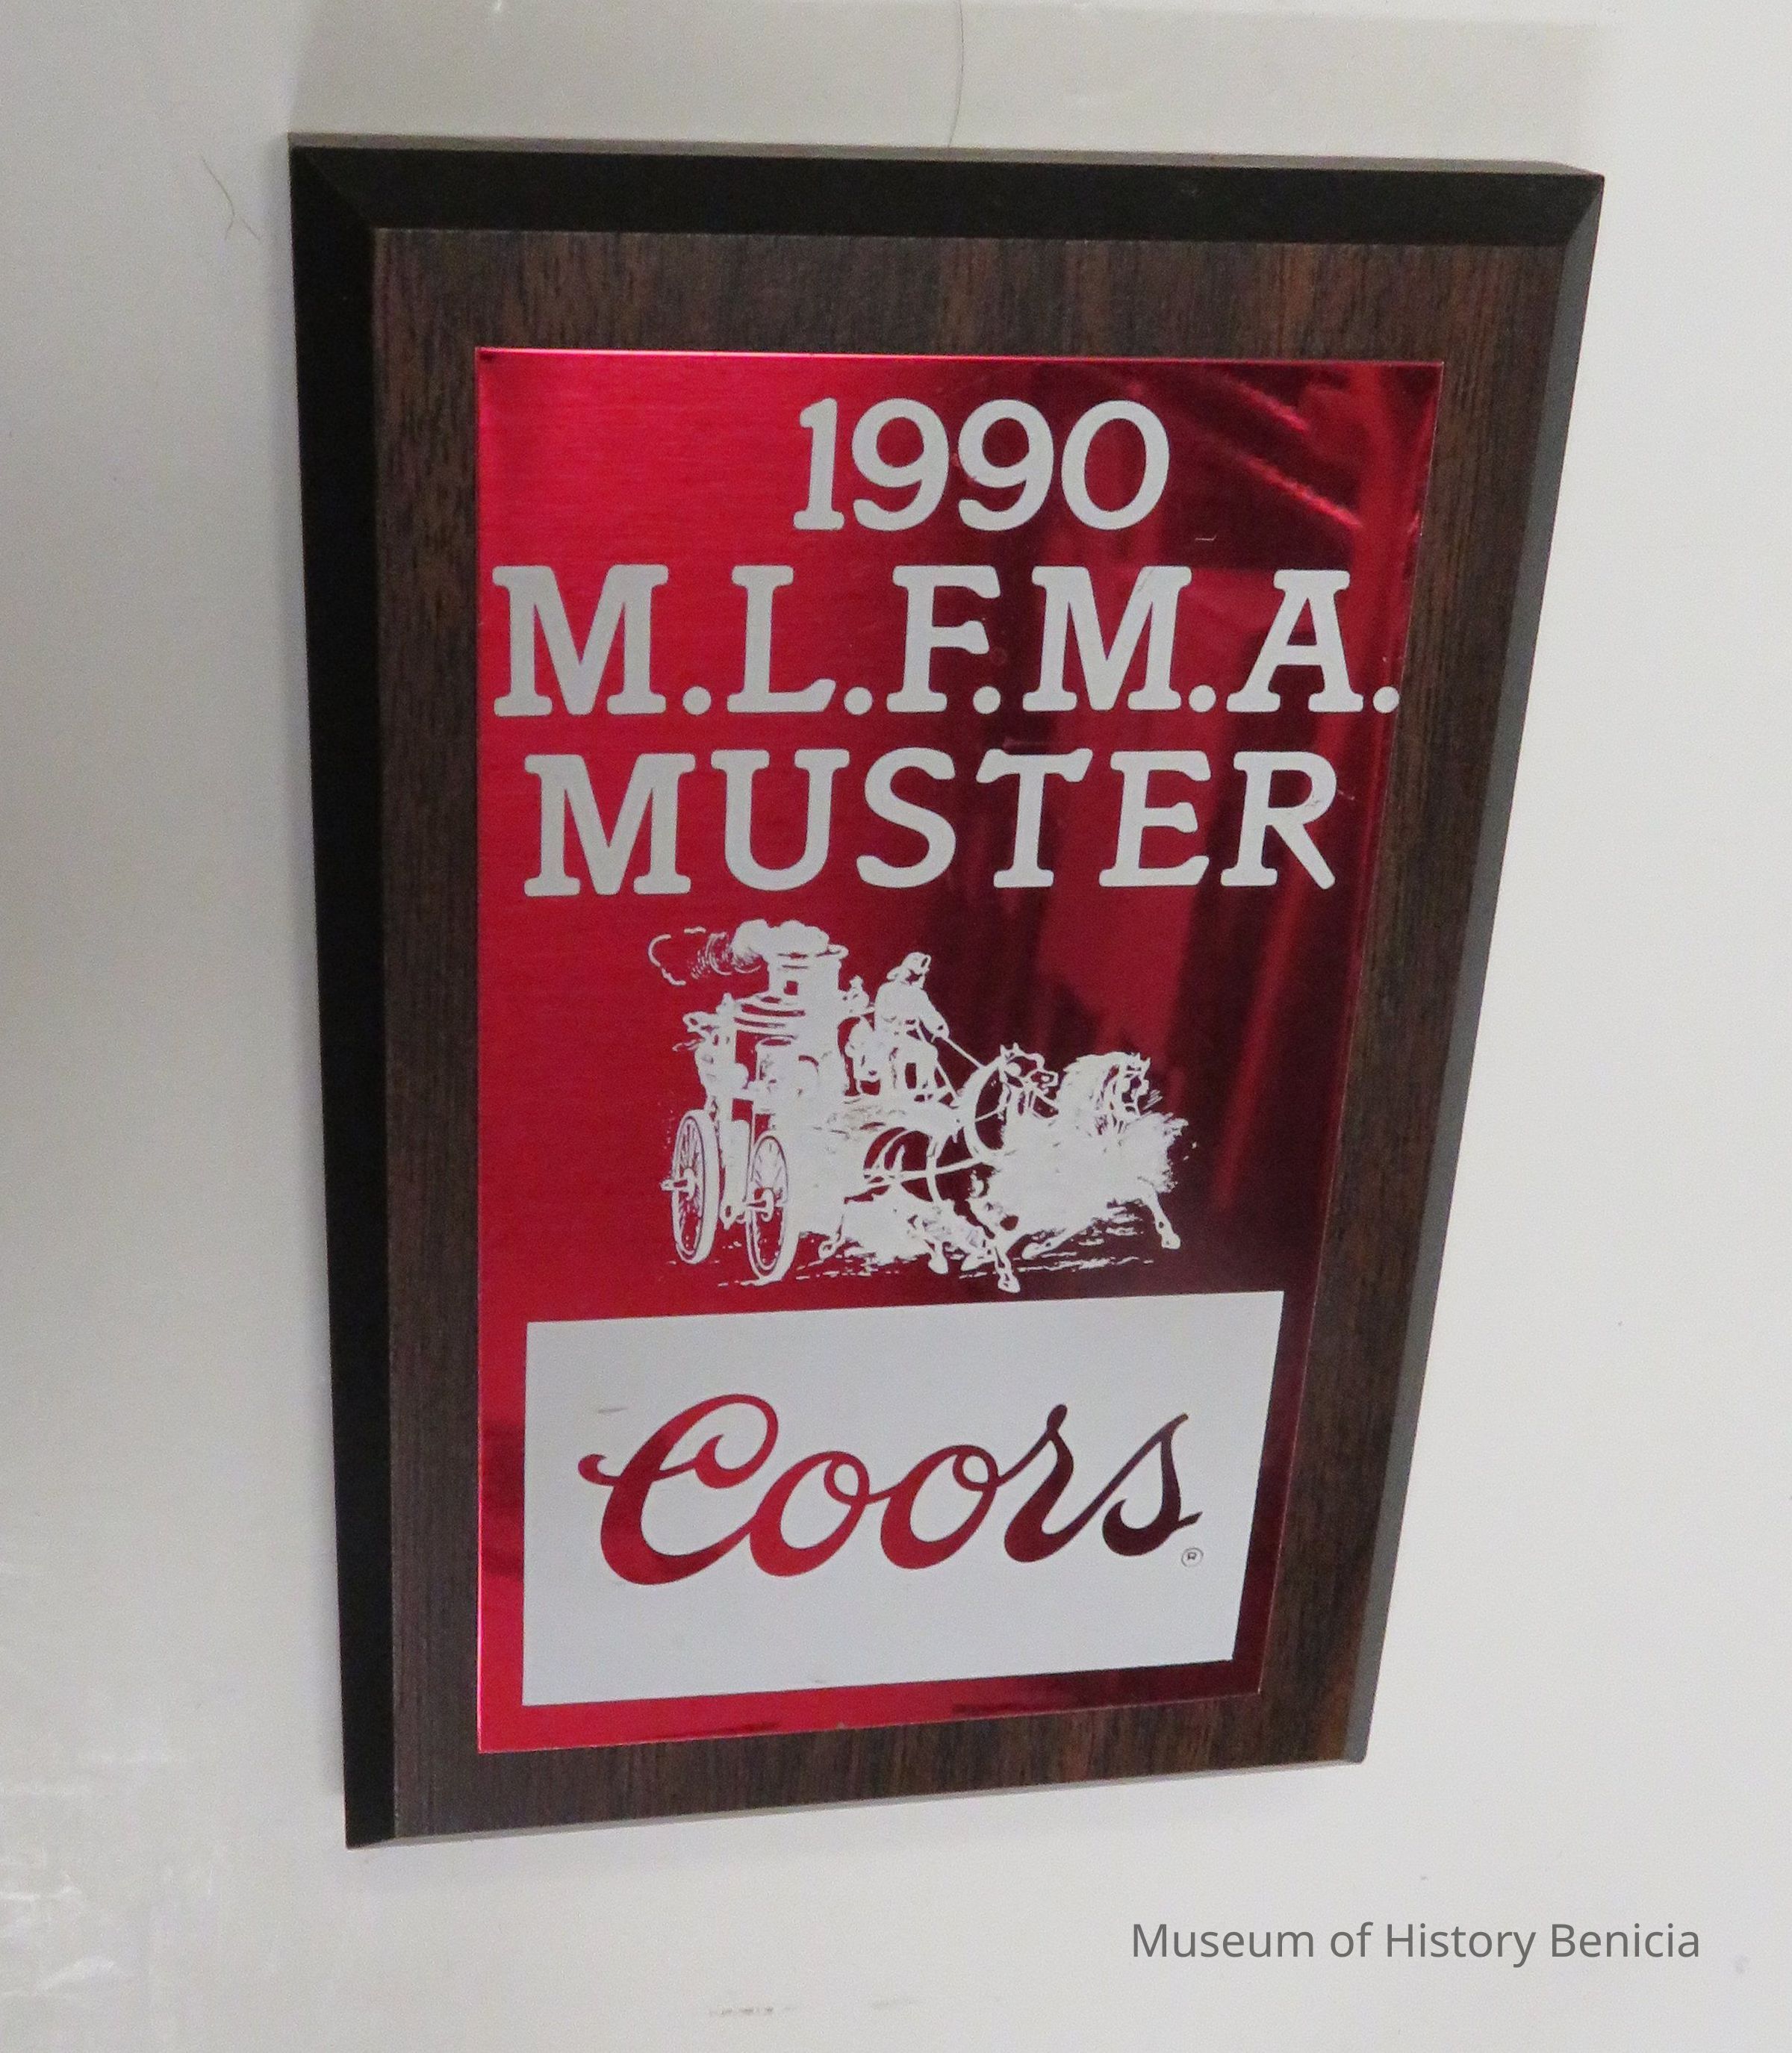 1990
M.L.F.M.A.
MUSTER
Coors®
Museum of History Benicia